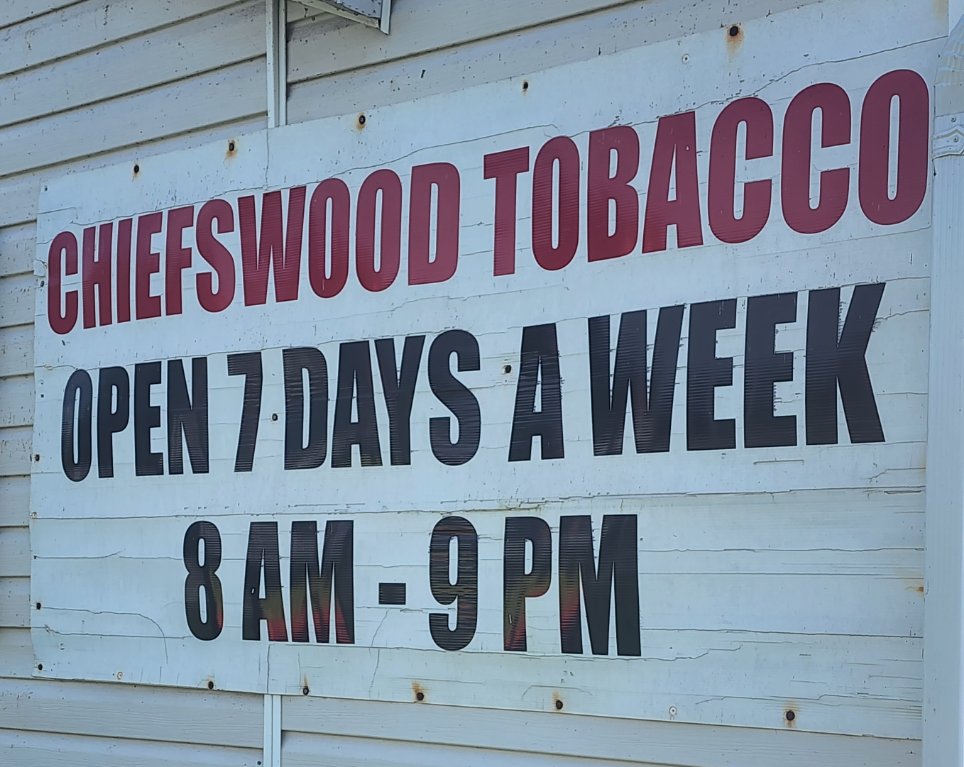 CHIEFSWOOD TOBACCO
OPEN 7 DAYS A WEEK
8 AM - 9 PM